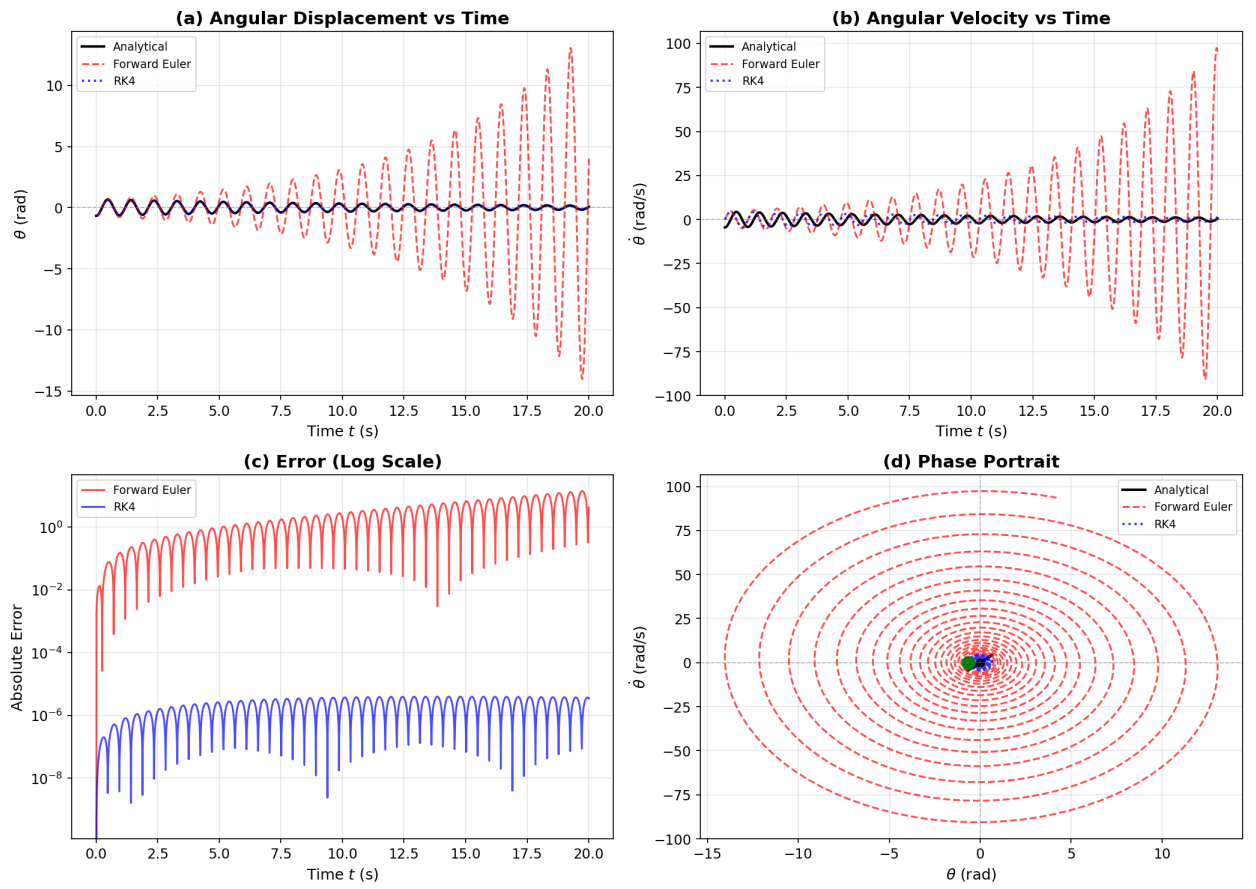 (a) Angular Displacement vs Time
Analytical
Forward Euler
RK4
θ (rad)
10
5
0
−5
−10
−15
0.0 2.5 5.0 7.5 10.0 12.5 15.0 17.5 20.0
Time t (s)
(b) Angular Velocity vs Time
Analytical
Forward Euler
RK4
θ̇ (rad/s)
100
75
50
25
0
−25
−50
−75
−100
0.0 2.5 5.0 7.5 10.0 12.5 15.0 17.5 20.0
Time t (s)
(c) Error (Log Scale)
Forward Euler
RK4
Absolute Error
10⁰
10⁻²
10⁻⁴
10⁻⁶
10⁻⁸
0.0 2.5 5.0 7.5 10.0 12.5 15.0 17.5 20.0
Time t (s)
(d) Phase Portrait
Analytical
Forward Euler
RK4
θ̇ (rad/s)
100
75
50
25
0
−25
−50
−75
−100
−15 −10 −5 0 5 10
θ (rad)